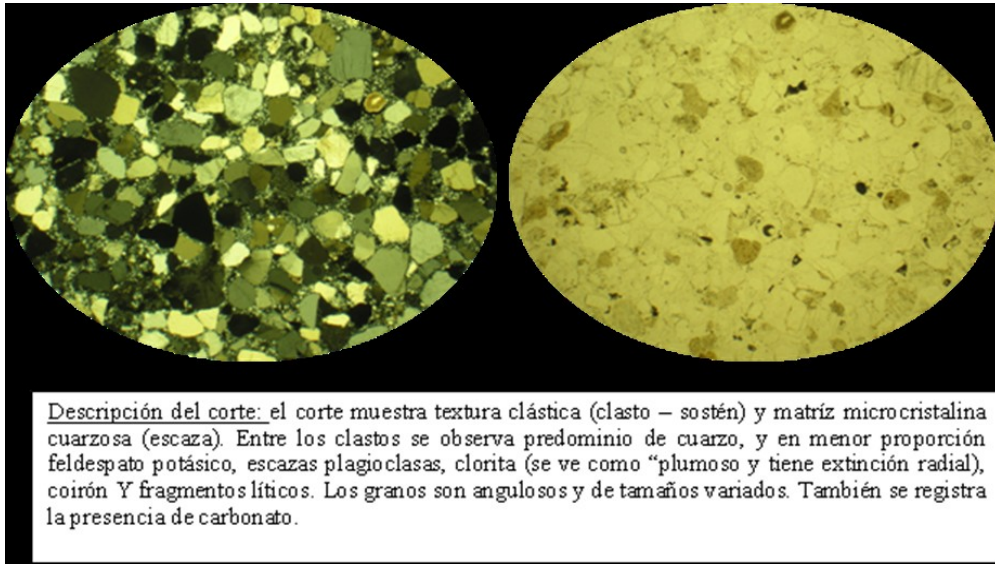 Descripción del corte: el corte muestra textura clástica (clasto – sostén) y matríz microcristalina
cuarzosa (escaza). Entre los clastos se observa predominio de cuarzo, y en menor proporción
feldespato potásico, escazas plagioclasas, clorita (se ve como “plumoso y tiene extinción radial),
coirón Y fragmentos líticos. Los granos son angulosos y de tamaños variados. También se registra
la presencia de carbonato.